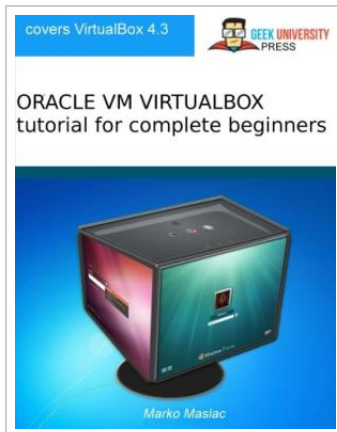 covers VirtualBox 4.3
GEEK UNIVERSITY
PRESS
ORACLE VM VIRTUALBOX
tutorial for complete beginners
Marko Maslac